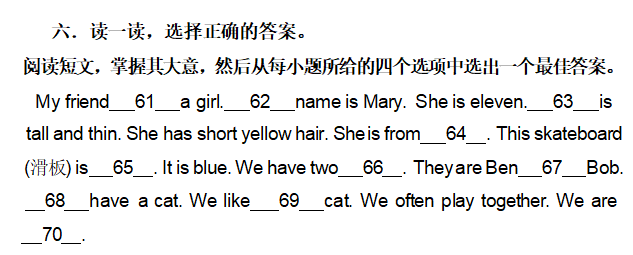 六．读一读，选择正确的答案。
阅读短文，掌握其大意，然后从每小题所给的四个选项中选出一个最佳答案。
My friend___61___a girl.___62___name is Mary. She is eleven.___63___is
tall and thin. She has short yellow hair. She is from___64___. This skateboard
(滑板) is__65___. It is blue. We have two___66___. They are Ben___67___Bob.
__68___have a cat. We like___69___cat. We often play together. We are
__70__.